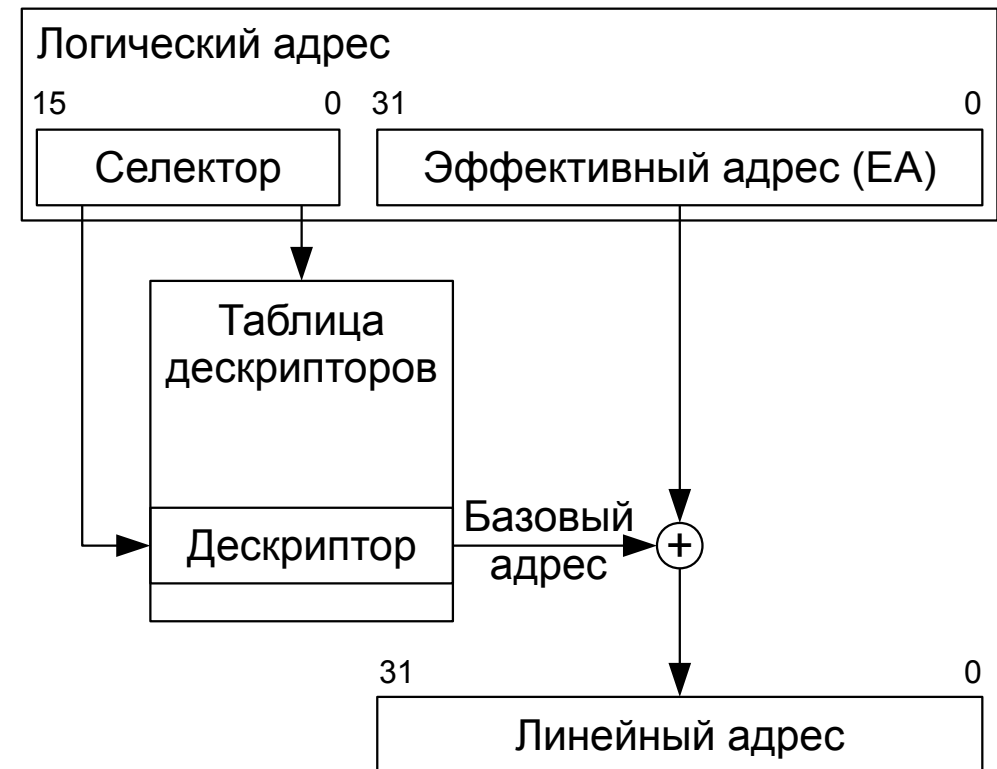 Логический адрес
15 0 31 0
Селектор Эффективный адрес (EA)
Таблица
дескрипторов
Базовый
Дескриптор +
адрес
31 0
Линейный адрес